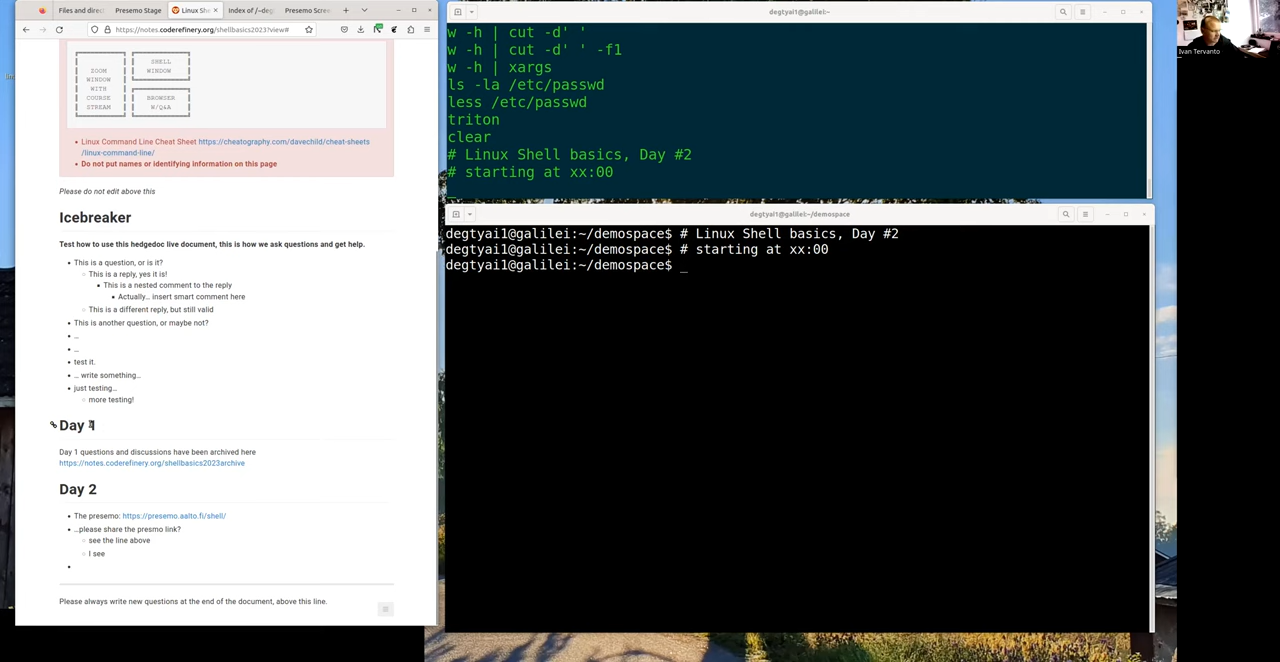 Files and direc
Presemo Stage
Linux She
Index of /~deg
Presemo Scre
https://notes.coderefinery.org/shellbasics2023?view#
ZOOM
WINDOW
WITH
COURSE
STREAM
SHELL
WINDOW
BROWSER
W/Q&A
Linux Command Line Cheat Sheet https://cheatography.com/davechild/cheat-sheets
/linux-command-line/
Do not put names or identifying information on this page
Please do not edit above this
Icebreaker
Test how to use this hedgedoc live document, this is how we ask questions and get help.
This is a question, or is it?
This is a reply, yes it is!
This is a nested comment to the reply
Actually… insert smart comment here
This is a different reply, but still valid
This is another question, or maybe not?
…
…
test it.
… write something…
just testing…
more testing!
Day 1
Day 1 questions and discussions have been archived here
https://notes.coderefinery.org/shellbasics2023archive
Day 2
The presemo: https://presemo.aalto.fi/shell/
…please share the presmo link?
see the line above
I see
Please always write new questions at the end of the document, above this line.
degtyai1@galilei:~
w -h | cut -d' '
w -h | cut -d' ' -f1
w -h | xargs
ls -la /etc/passwd
less /etc/passwd
triton
clear
# Linux Shell basics, Day #2
# starting at xx:00
degtyai1@galilei:~/demospace
degtyai1@galilei:~/demospace$ # Linux Shell basics, Day #2
degtyai1@galilei:~/demospace$ # starting at xx:00
degtyai1@galilei:~/demospace$ _
Ivan Tervanto